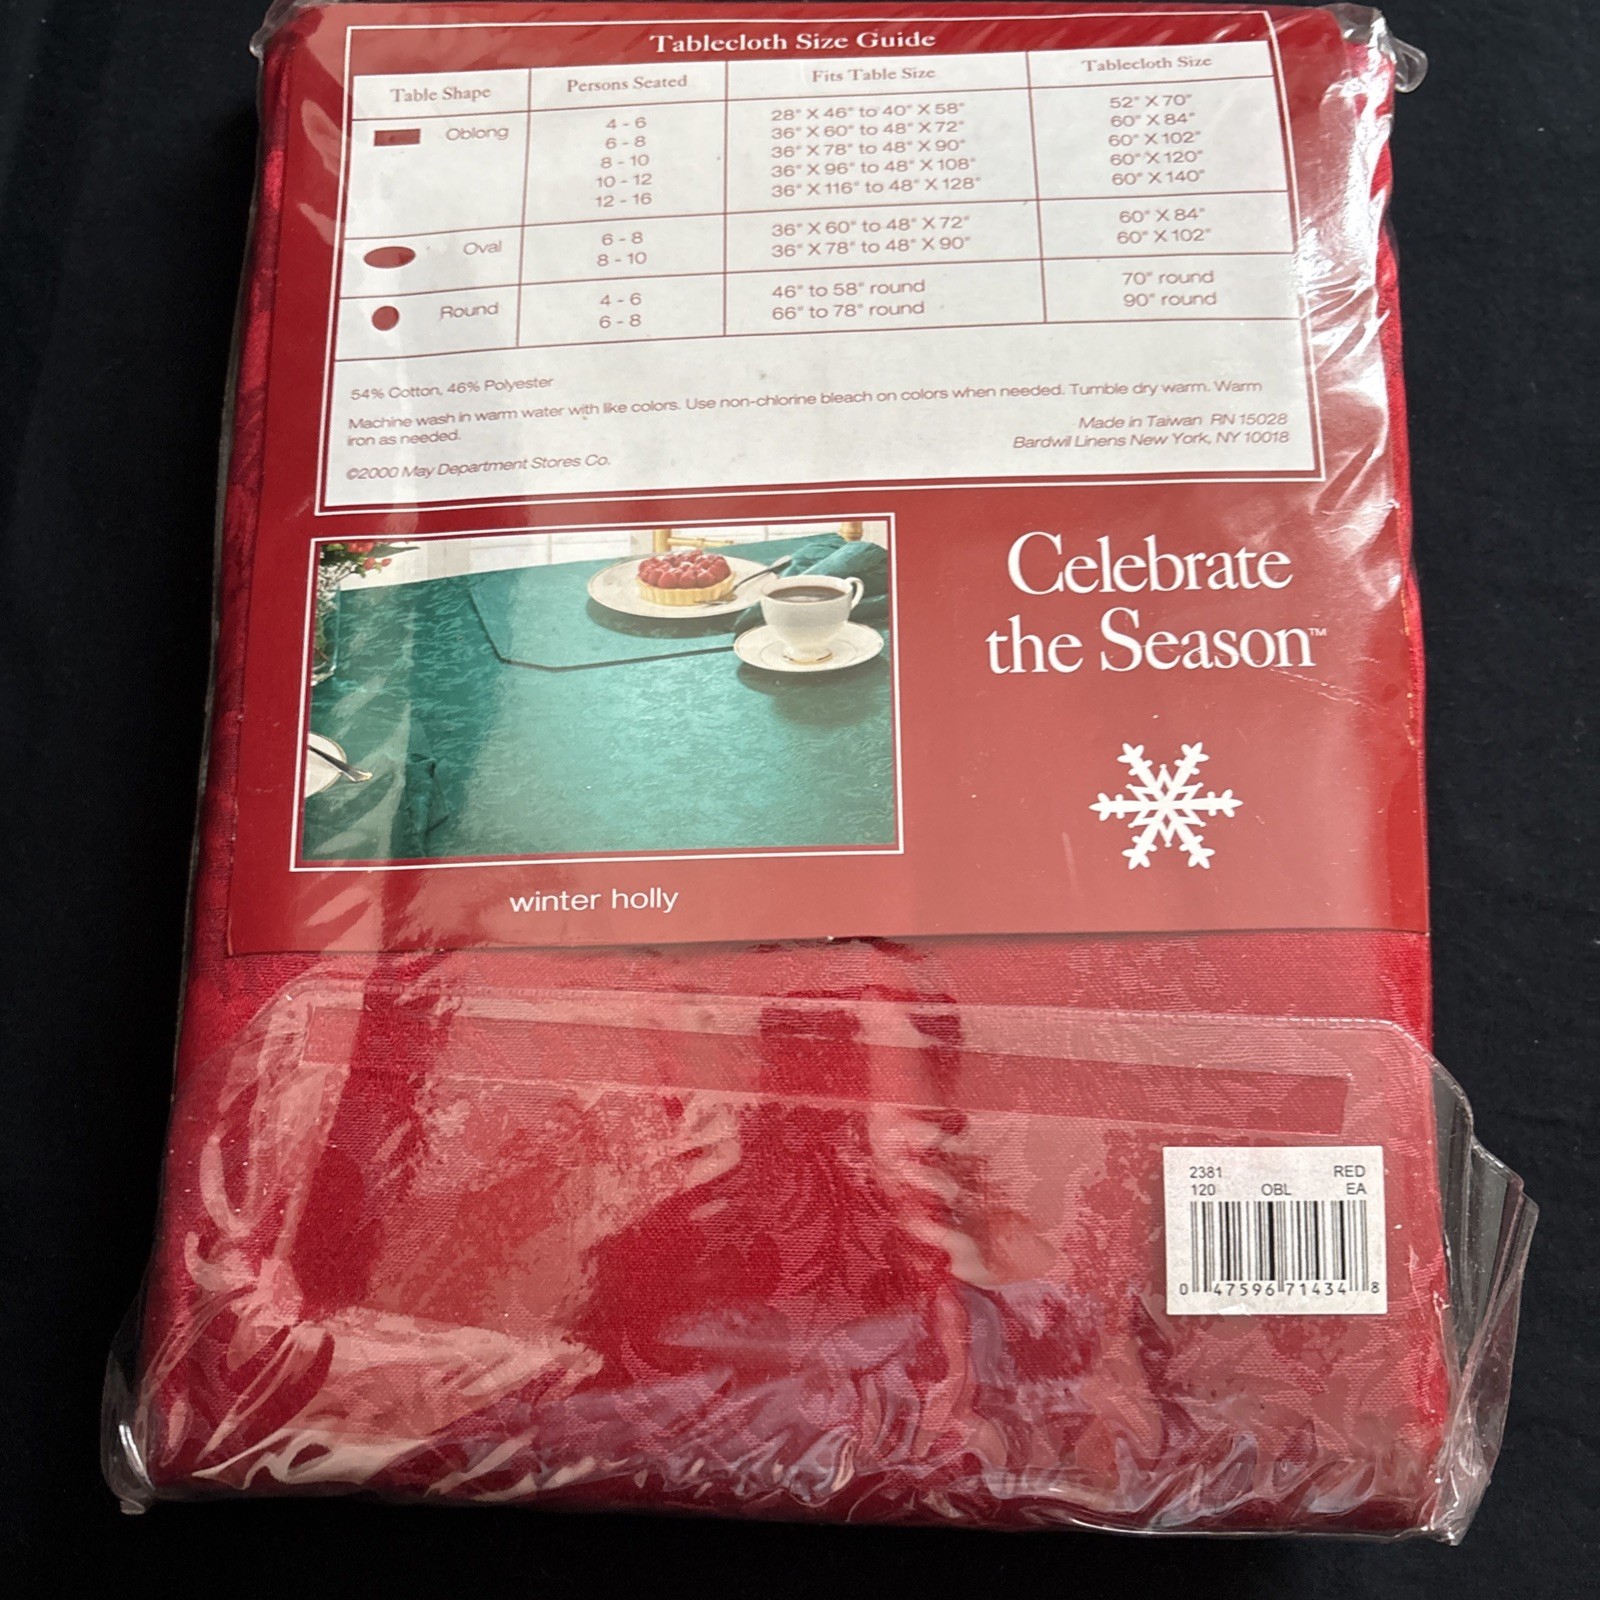 Tablecloth Size Guide
Table Shape Persons Seated Fits Table Size Tablecloth Size
Oblong 4 - 6 28" X 46" to 40" X 58" 52" X 70"
6 - 8 36" X 60" to 48" X 72" 60" X 84"
8 - 10 36" X 78" to 48" X 90" 60" X 102"
10 - 12 36" X 96" to 48" X 108" 60" X 120"
12 - 16 36" X 116" to 48" X 128" 60" X 140"
Oval 6 - 8 36" X 60" to 48" X 72" 60" X 84"
8 - 10 36" X 78" to 48" X 90" 60" X 102"
Round 4 - 6 46" to 58" round 70" round
6 - 8 66" to 78" round 90" round
54% Cotton, 46% Polyester
Machine wash in warm water with like colors. Use non-chlorine bleach on colors when needed. Tumble dry warm. Warm
iron as needed.
Made in Taiwan RN 15028
Bardwil Linens New York, NY 10018
©2000 May Department Stores Co.
Celebrate
the Season™
winter holly
2381 RED
120 OBL EA
0 47596 71434 8